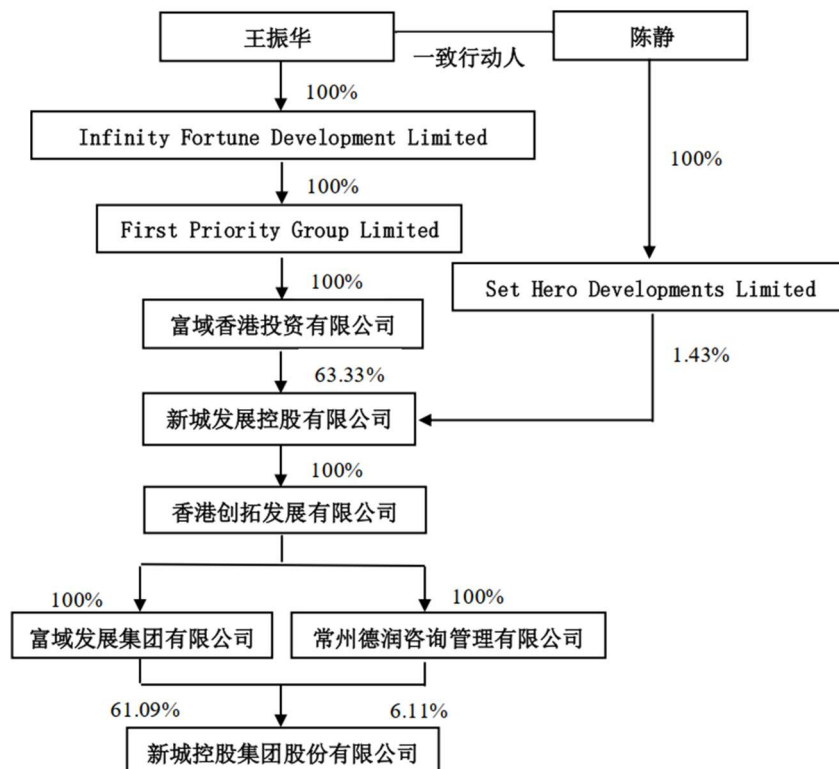 王振华
陈静
一致行动人
100%
Infinity Fortune Development Limited
100%
100%
First Priority Group Limited
100%
Set Hero Developments Limited
富域香港投资有限公司
63.33%
1.43%
新城发展控股有限公司
100%
香港创拓发展有限公司
100%
100%
富域发展集团有限公司
常州德润咨询管理有限公司
61.09%
6.11%
新城控股集团股份有限公司